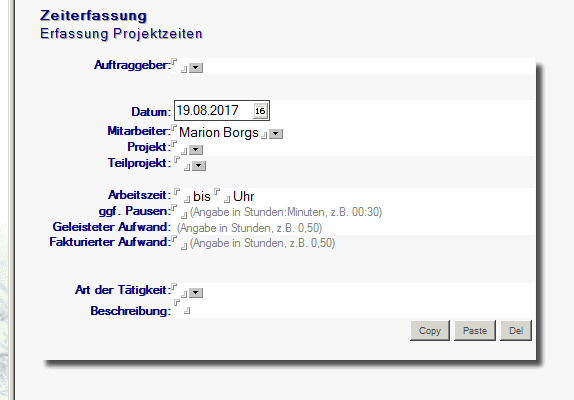 Zeiterfassung
Erfassung Projektzeiten
Auftraggeber:
Datum: 19.08.2017 16
Mitarbeiter: Marion Borgs
Projekt:
Teilprojekt:
Arbeitszeit: bis Uhr
ggf. Pausen: (Angabe in Stunden:Minuten, z.B. 00:30)
Geleisteter Aufwand: (Angabe in Stunden, z.B. 0,50)
Fakturierter Aufwand: (Angabe in Stunden, z.B. 0,50)
Art der Tätigkeit:
Beschreibung:
Copy Paste Del